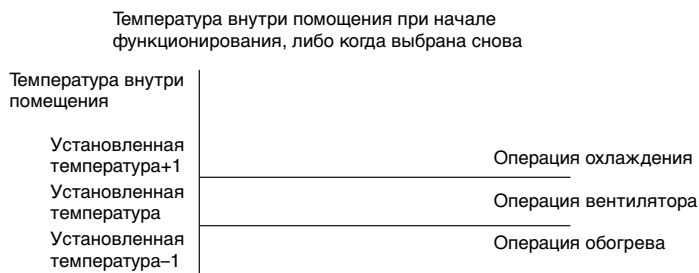 Температура внутри помощения при начале
функционирования, либо когда выбрана снова
Температура внутри
помещения
Установленная
температура+1
Операция охлаждения
Установленная
температура
Операция вентилятора
Установленная
температура–1
Операция обогрева